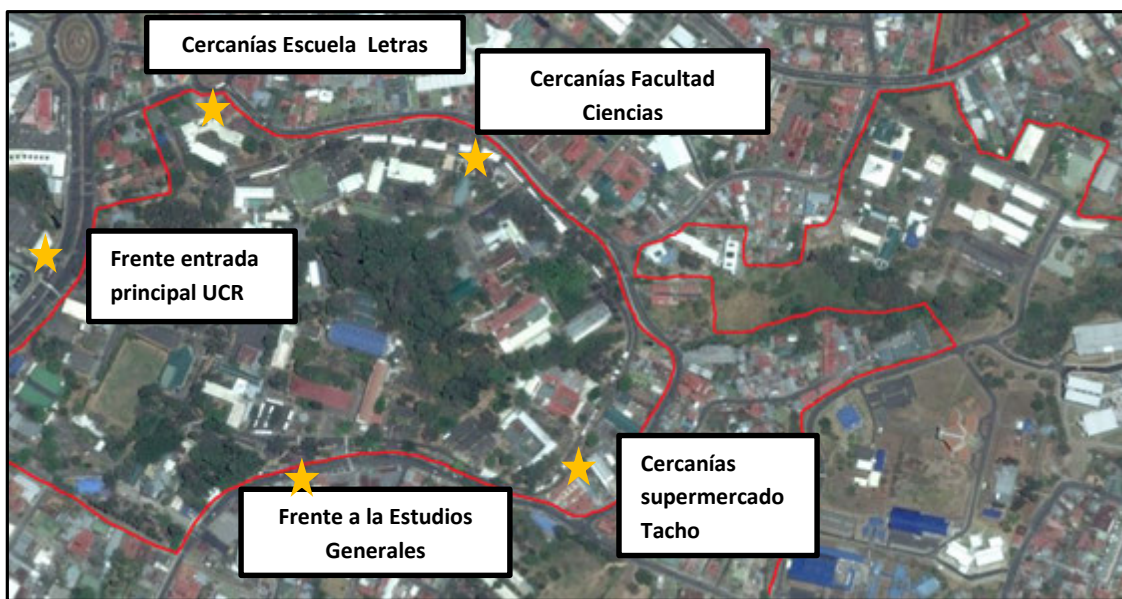 Cercanías Escuela Letras
Cercanías Facultad
Ciencias
Frente entrada
principal UCR
Cercanías
supermercado
Tacho
Frente a la Estudios
Generales